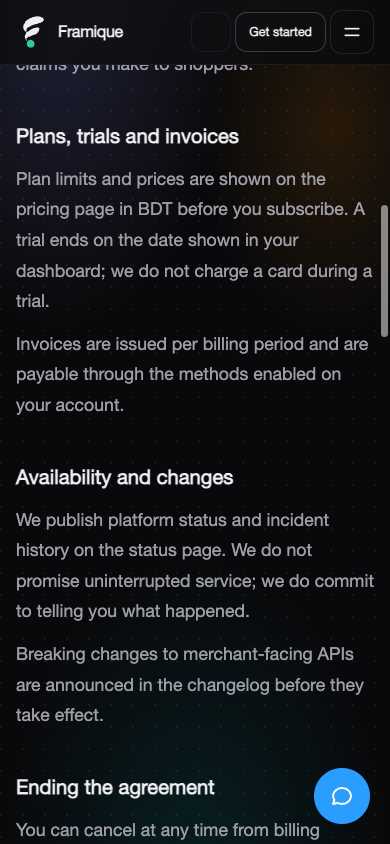 Framique
Get started
claims you make to shoppers.
Plans, trials and invoices
Plan limits and prices are shown on the
pricing page in BDT before you subscribe. A
trial ends on the date shown in your
dashboard; we do not charge a card during a
trial.
Invoices are issued per billing period and are
payable through the methods enabled on
your account.
Availability and changes
We publish platform status and incident
history on the status page. We do not
promise uninterrupted service; we do commit
to telling you what happened.
Breaking changes to merchant-facing APIs
are announced in the changelog before they
take effect.
Ending the agreement
You can cancel at any time from billing